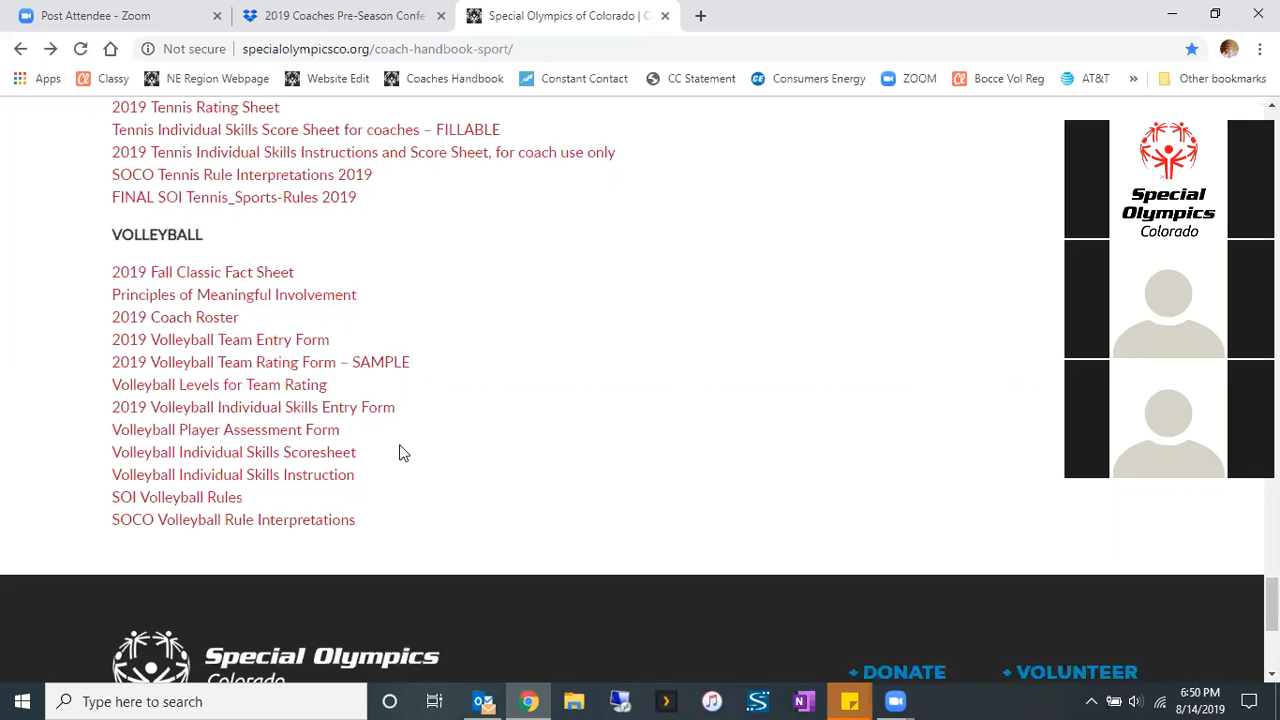 Post Attendee - Zoom
2019 Coaches Pre-Season Confe
Special Olympics of Colorado | C
Not secure
specialolympicsco.org/coach-handbook-sport/
Apps
Classy
NE Region Webpage
Website Edit
Coaches Handbook
Constant Contact
CC Statement
Consumers Energy
ZOOM
Bocce Vol Reg
AT&T
Other bookmarks
2019 Tennis Rating Sheet
Tennis Individual Skills Score Sheet for coaches – FILLABLE
2019 Tennis Individual Skills Instructions and Score Sheet, for coach use only
SOCO Tennis Rule Interpretations 2019
FINAL SOI Tennis_Sports-Rules 2019
VOLLEYBALL
2019 Fall Classic Fact Sheet
Principles of Meaningful Involvement
2019 Coach Roster
2019 Volleyball Team Entry Form
2019 Volleyball Team Rating Form – SAMPLE
Volleyball Levels for Team Rating
2019 Volleyball Individual Skills Entry Form
Volleyball Player Assessment Form
Volleyball Individual Skills Scoresheet
Volleyball Individual Skills Instruction
SOI Volleyball Rules
SOCO Volleyball Rule Interpretations
Special
Olympics
Colorado
Special Olympics
Colorado
+ DONATE
+ VOLUNTEER
Type here to search
6:50 PM
8/14/2019